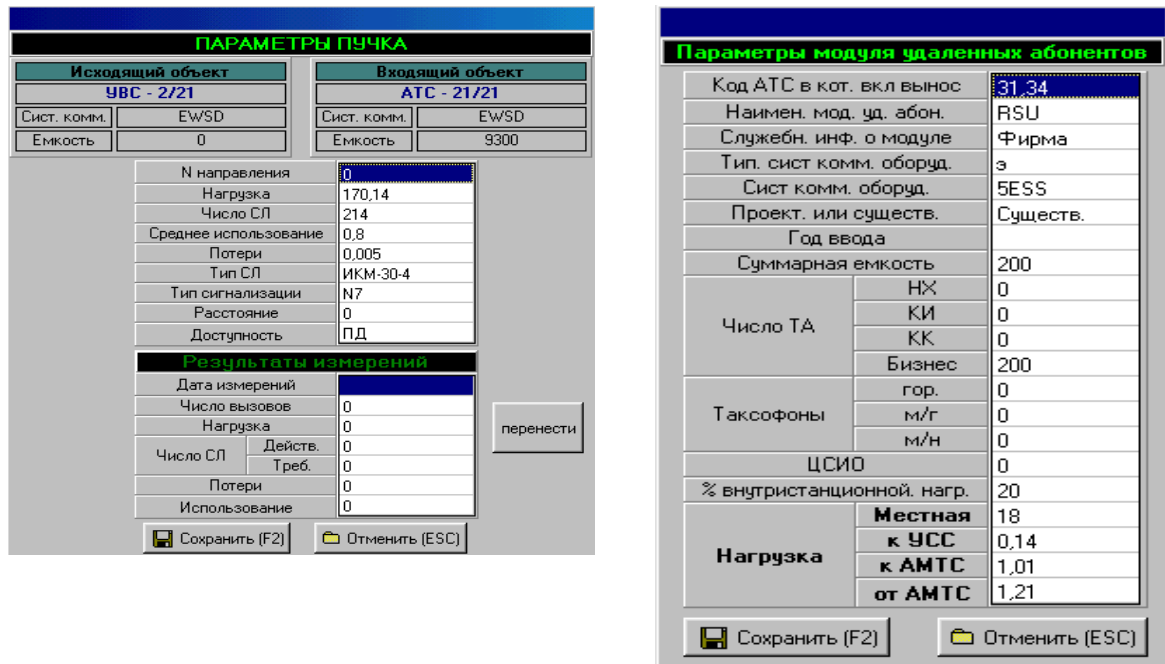 ПАРАМЕТРЫ ПУЧКА
Исходящий объект Входящий объект
УВС - 2/21 АТС - 21/21
Сист. комм. EWSD Сист. комм. EWSD
Емкость 0 Емкость 9300
N направления 0
Нагрузка 170,14
Число СЛ 214
Среднее использование 0,8
Потери 0,005
Тип СЛ ИКМ-30-4
Тип сигнализации N7
Расстояние 0
Доступность ПД
Результаты измерений
Дата измерений
Число вызовов 0
Нагрузка 0
Число СЛ Действ. 0
Треб. 0
Потери 0
Использование 0
перенести
Сохранить (F2) Отменить (ESC)
Параметры модуля удаленных абонентов
Код АТС в кот. вкл вынос 31,34
Наимен. мод. уд. абон. RSU
Служебн. инф. о модуле Фирма
Тип. сист комм. оборуд. э
Сист комм. оборуд. 5ESS
Проект. или существ. Существ.
Год ввода
Суммарная емкость 200
Число ТА НХ 0
КИ 0
КК 0
Бизнес 200
Таксофоны гор. 0
м/г 0
м/н 0
ЦСИО 0
% внутристанционной. нагр. 20
Нагрузка Местная 18
к УСС 0,14
к АМТС 1,01
от АМТС 1,21
Сохранить (F2) Отменить (ESC)